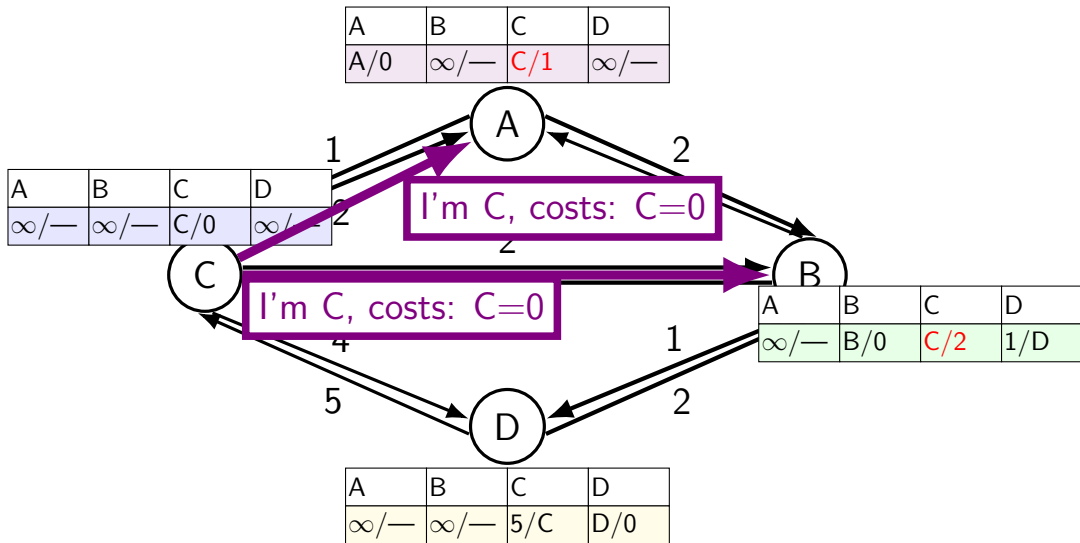 A B C D
A/0 ∞/— C/1 ∞/—
A
1
2
A B C D
∞/— ∞/— C/0 ∞/—
2
I'm C, costs: C=0
2
C
B
I'm C, costs: C=0
A B C D
∞/— B/0 C/2 1/D
4
1
5
2
D
A B C D
∞/— ∞/— 5/C D/0